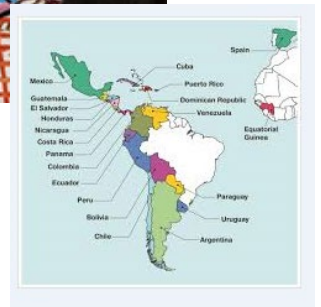 Spain
Cuba
Mexico
Puerto Rico
Dominican Republic
Guatemala
El Salvador
Venezuela
Honduras
Nicaragua
Equatorial
Guinea
Costa Rica
Panama
Colombia
Ecuador
Paraguay
Peru
Uruguay
Bolivia
Chile
Argentina